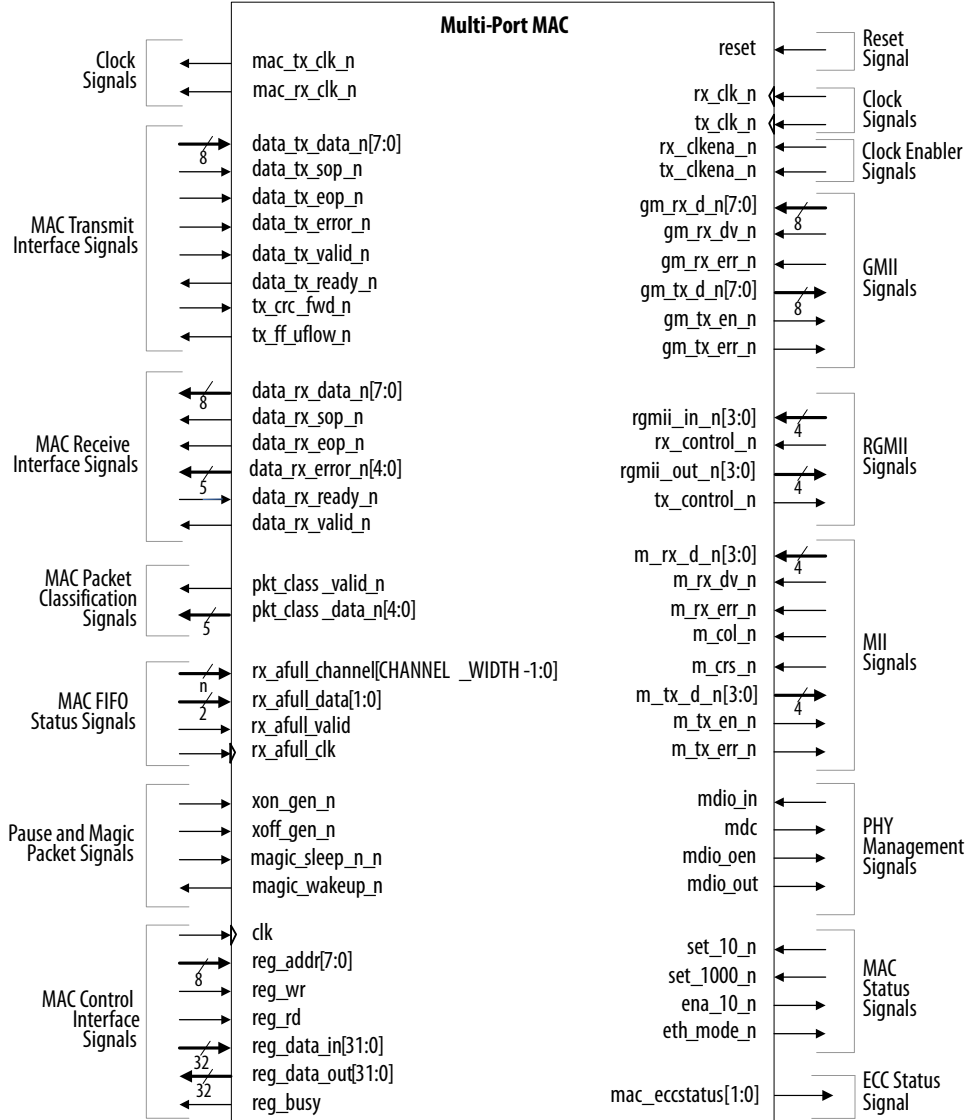 Multi-Port MAC
Clock
Signals
mac_tx_clk_n
mac_rx_clk_n
MAC Transmit
Interface Signals
8
data_tx_data_n[7:0]
data_tx_sop_n
data_tx_eop_n
data_tx_error_n
data_tx_valid_n
data_tx_ready_n
tx_crc_fwd_n
tx_ff_uflow_n
MAC Receive
Interface Signals
8
data_rx_data_n[7:0]
data_rx_sop_n
data_rx_eop_n
5
data_rx_error_n[4:0]
data_rx_ready_n
data_rx_valid_n
MAC Packet
Classification
Signals
pkt_class_valid_n
5
pkt_class _data_n[4:0]
MAC FIFO
Status Signals
n
rx_afull_channel[CHANNEL _WIDTH -1:0]
2
rx_afull_data[1:0]
rx_afull_valid
rx_afull_clk
Pause and Magic
Packet Signals
xon_gen_n
xoff_gen_n
magic_sleep_n_n
magic_wakeup_n
MAC Control
Interface
Signals
clk
8
reg_addr[7:0]
reg_wr
reg_rd
32
reg_data_in[31:0]
32
reg_data_out[31:0]
reg_busy
reset
Reset
Signal
rx_clk_n
tx_clk_n
Clock
Signals
rx_clkena_n
tx_clkena_n
Clock Enabler
Signals
gm_rx_d_n[7:0]
8
gm_rx_dv_n
gm_rx_err_n
gm_tx_d_n[7:0]
8
gm_tx_en_n
gm_tx_err_n
GMII
Signals
rgmii_in_n[3:0]
4
rx_control_n
rgmii_out_n[3:0]
4
tx_control_n
RGMII
Signals
m_rx_d_n[3:0]
4
m_rx_dv_n
m_rx_err_n
m_col_n
m_crs_n
m_tx_d_n[3:0]
4
m_tx_en_n
m_tx_err_n
MII
Signals
mdio_in
mdc
mdio_oen
mdio_out
PHY
Management
Signals
set_10_n
set_1000_n
ena_10_n
eth_mode_n
MAC
Status
Signals
mac_eccstatus[1:0]
ECC Status
Signal